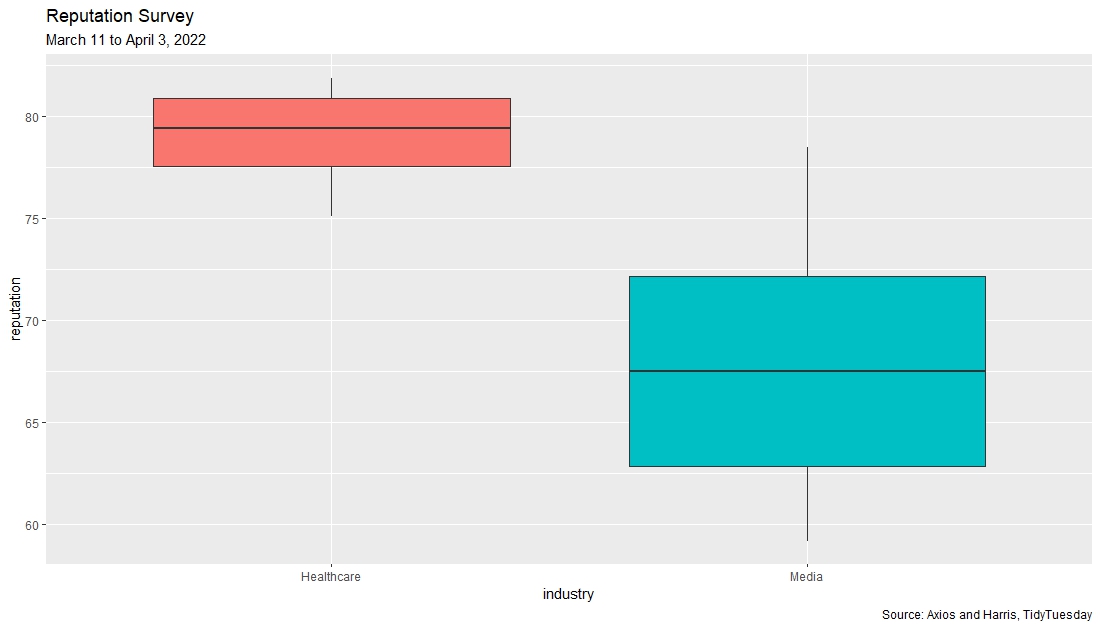 Reputation Survey
March 11 to April 3, 2022
80
75
70
65
60
reputation
Healthcare
Media
industry
Source: Axios and Harris, TidyTuesday